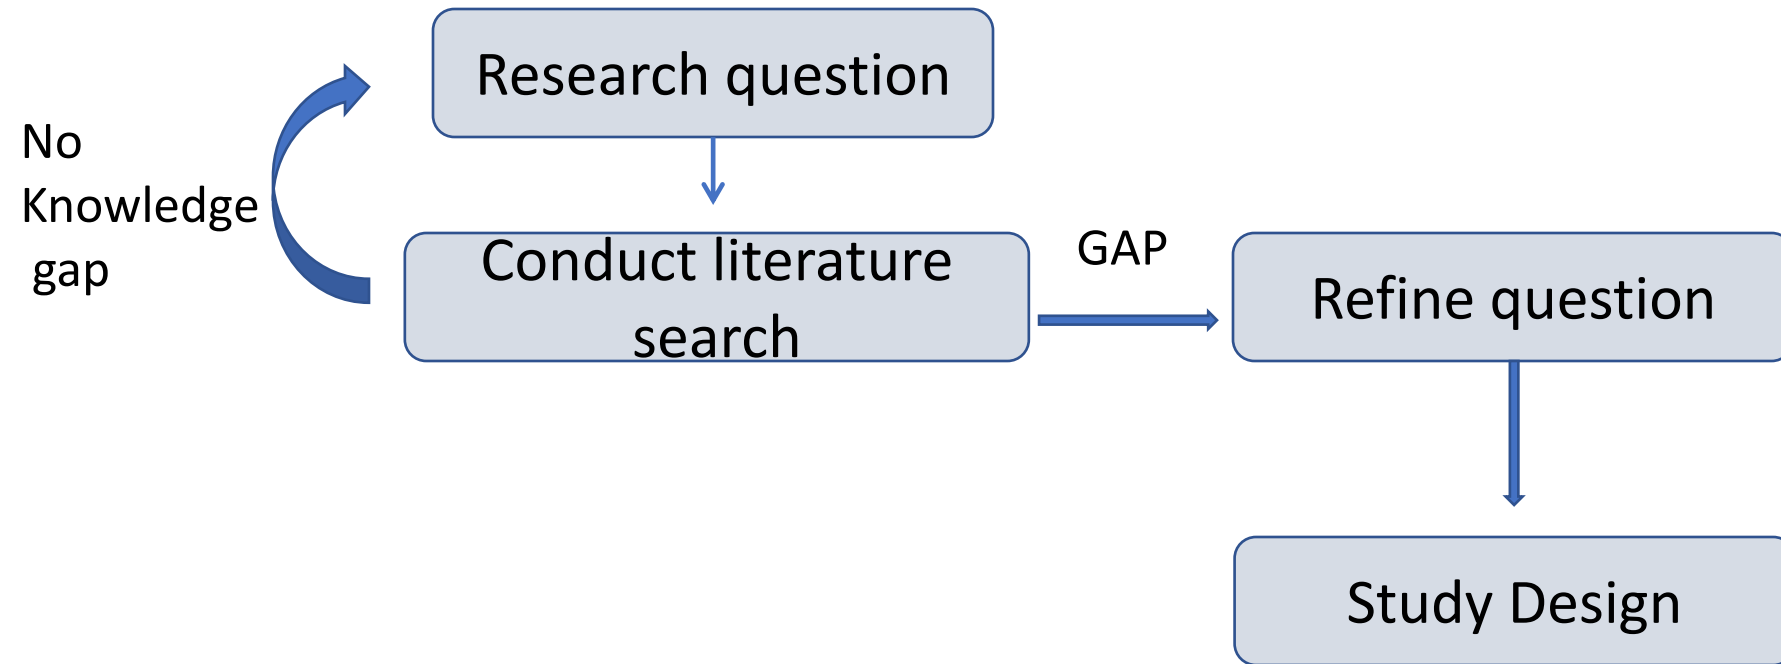 Research question
No
Knowledge
gap
Conduct literature
search
GAP
Refine question
Study Design